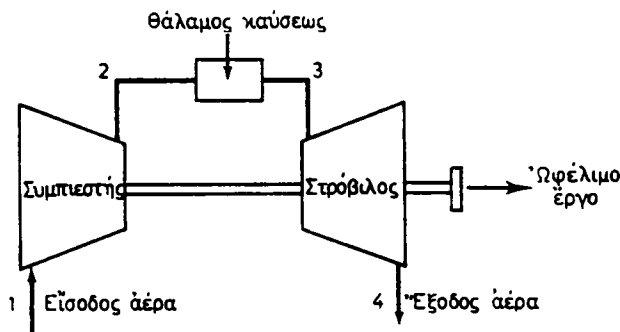 θάλαμος καύσεως
2
3
Συμπιεστής
Στρόβιλος
Ὠφέλιμο
ἔργο
1
Εἴσοδος ἀέρα
4
Ἔξοδος ἀέρα